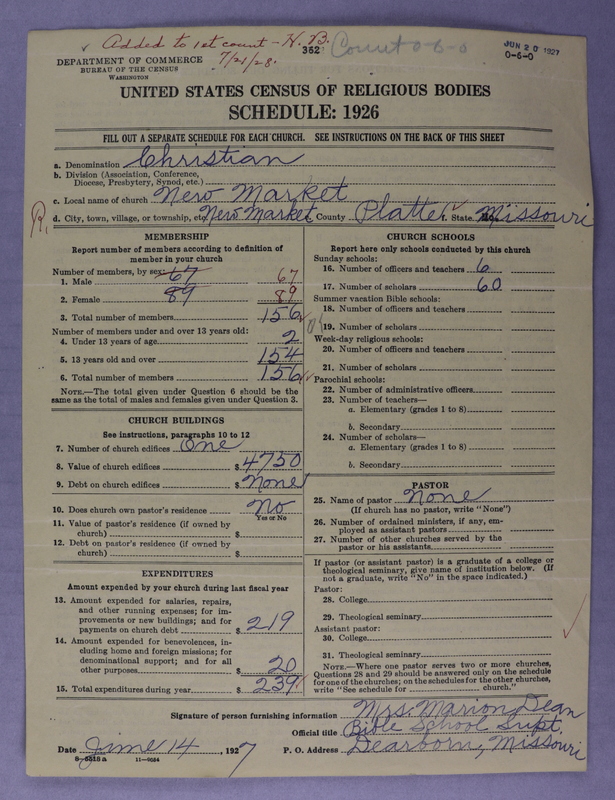 Added to 1st count - H. B.
7/21/28.
352
Count 0-6-0
JUN 20 1927
0-6-0
DEPARTMENT OF COMMERCE
BUREAU OF THE CENSUS
WASHINGTON
UNITED STATES CENSUS OF RELIGIOUS BODIES
SCHEDULE: 1926
FILL OUT A SEPARATE SCHEDULE FOR EACH CHURCH. SEE INSTRUCTIONS ON THE BACK OF THIS SHEET
a. Denomination Christian
b. Division (Association, Conference,
Diocese, Presbytery, Synod, etc.)
c. Local name of church New Market
R. d. City, town, village, or township, etc. New Market County Platte State Missouri
MEMBERSHIP
Report number of members according to definition of
member in your church
Number of members, by sex:
1. Male 67 67
2. Female 89 89
3. Total number of members 156
Number of members under and over 13 years old:
4. Under 13 years of age 2
5. 13 years old and over 154
6. Total number of members 156
NOTE.—The total given under Question 6 should be the
same as the total of males and females given under Question 3.
CHURCH BUILDINGS
See instructions, paragraphs 10 to 12
7. Number of church edifices One
8. Value of church edifices $ 4750
9. Debt on church edifices $ None
10. Does church own pastor's residence No
Yes or No
11. Value of pastor's residence (if owned by
church) $
12. Debt on pastor's residence (if owned by
church) $
EXPENDITURES
Amount expended by your church during last fiscal year
13. Amount expended for salaries, repairs,
and other running expenses; for im-
provements or new buildings; and for
payments on church debt $ 219
14. Amount expended for benevolences, in-
cluding home and foreign missions; for
denominational support; and for all
other purposes $ 20
15. Total expenditures during year $ 239
CHURCH SCHOOLS
Report here only schools conducted by this church
Sunday schools:
16. Number of officers and teachers 6
17. Number of scholars 60
Summer vacation Bible schools:
18. Number of officers and teachers
19. Number of scholars
Week-day religious schools:
20. Number of officers and teachers
21. Number of scholars
Parochial schools:
22. Number of administrative officers
23. Number of teachers—
a. Elementary (grades 1 to 8)
b. Secondary
24. Number of scholars—
a. Elementary (grades 1 to 8)
b. Secondary
PASTOR
25. Name of pastor None
(If church has no pastor, write "None")
26. Number of ordained ministers, if any, em-
ployed as assistant pastors
27. Number of other churches served by the
pastor or his assistants
If pastor (or assistant pastor) is a graduate of a college or
theological seminary, give name of institution below. (If
not a graduate, write "No" in the space indicated.)
Pastor:
28. College
29. Theological seminary
Assistant pastor:
30. College
31. Theological seminary
NOTE.—Where one pastor serves two or more churches,
Questions 28 and 29 should be answered only on the schedule
for one of the churches; on the schedules for the other churches,
write "See schedule for church."
Signature of person furnishing information Mrs. Marion Dean
Official title Bible School Supt.
Date June 14, 1927 P. O. Address Dearborn, Missouri
8-5318a 11-9524